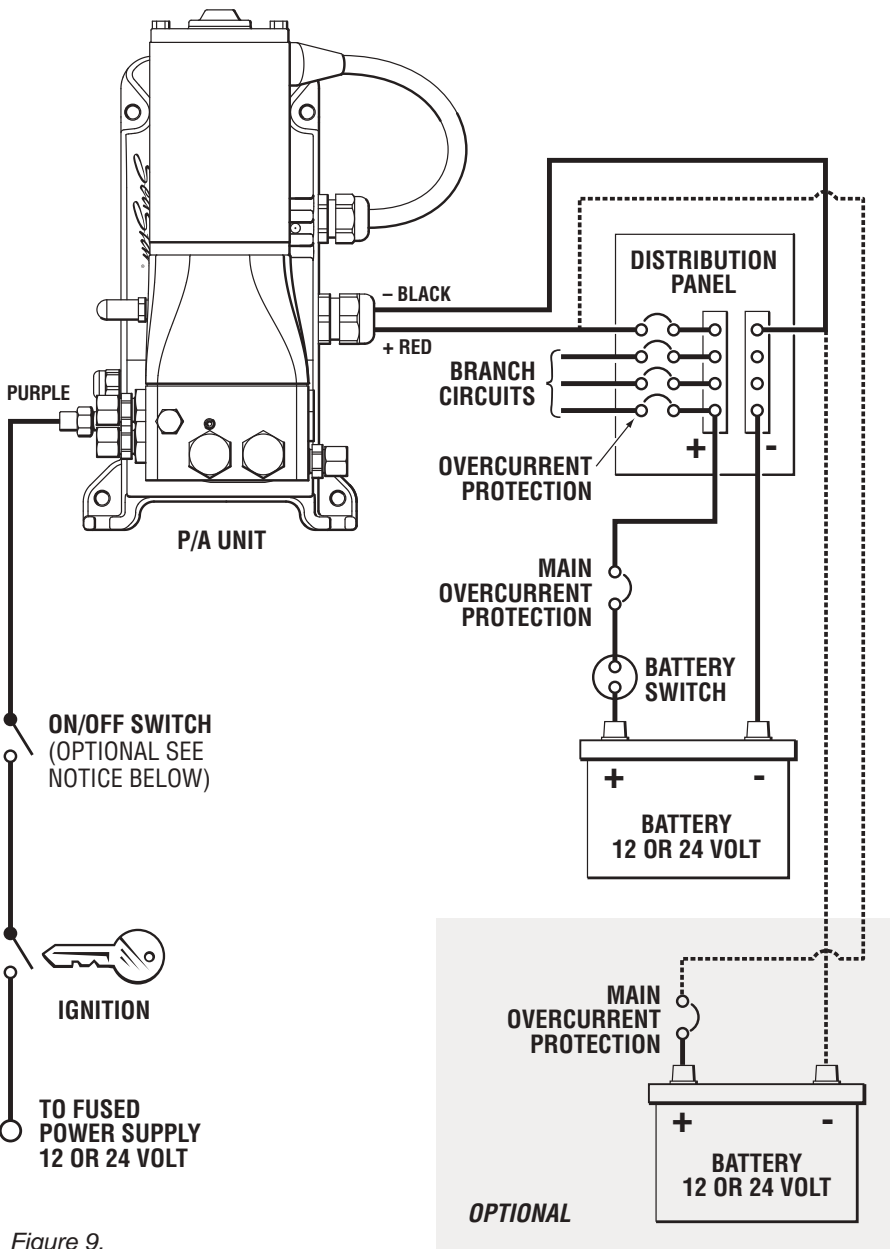 – BLACK
+ RED
PURPLE
P/A UNIT
DISTRIBUTION
PANEL
BRANCH
CIRCUITS
+ -
OVERCURRENT
PROTECTION
MAIN
OVERCURRENT
PROTECTION
BATTERY
SWITCH
+ -
BATTERY
12 OR 24 VOLT
ON/OFF SWITCH
(OPTIONAL SEE
NOTICE BELOW)
IGNITION
TO FUSED
POWER SUPPLY
12 OR 24 VOLT
MAIN
OVERCURRENT
PROTECTION
+ -
BATTERY
12 OR 24 VOLT
OPTIONAL
Figure 9.